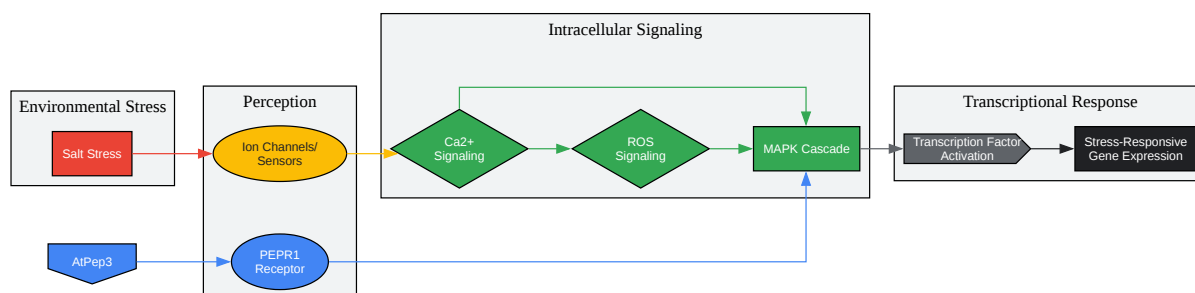 Intracellular Signaling
Environmental Stress
Perception
Transcriptional Response
Salt Stress
Ion Channels/
Sensors
Ca2+
Signaling
ROS
Signaling
MAPK Cascade
Transcription Factor
Activation
Stress-Responsive
Gene Expression
AtPep3
PEPR1
Receptor